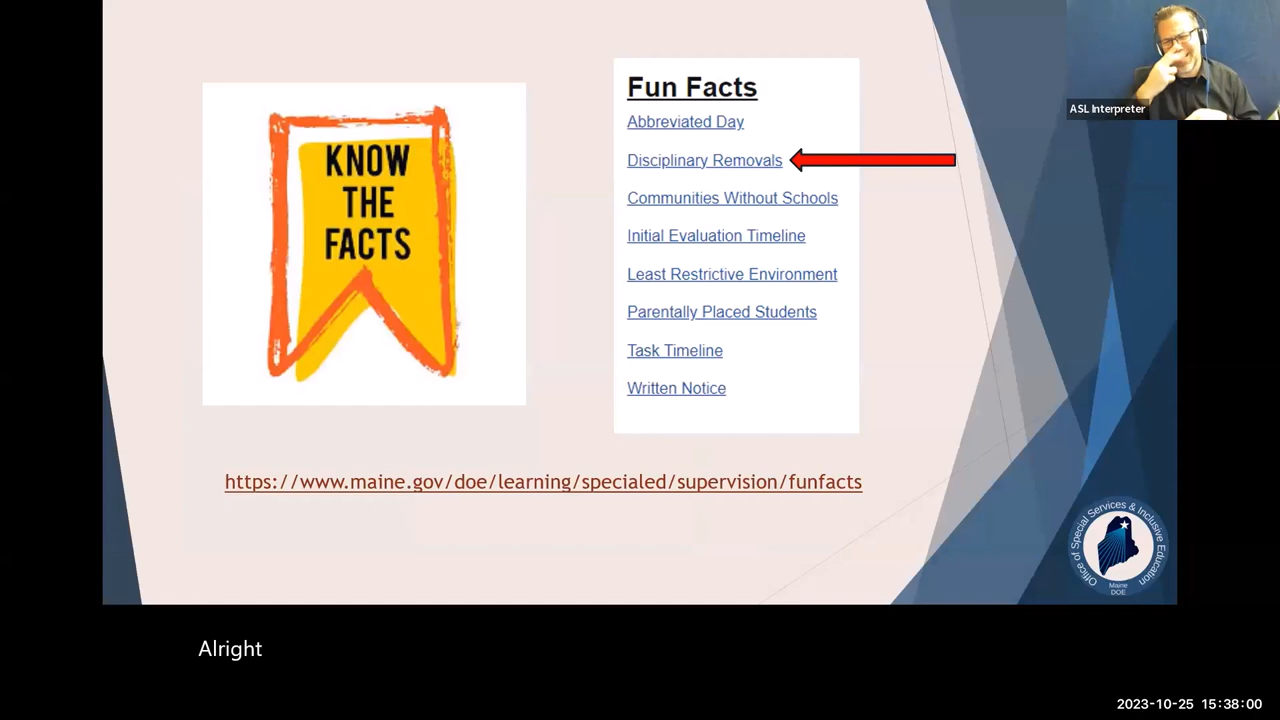 KNOW
THE
FACTS
Fun Facts
Abbreviated Day
Disciplinary Removals
Communities Without Schools
Initial Evaluation Timeline
Least Restrictive Environment
Parentally Placed Students
Task Timeline
Written Notice
https://www.maine.gov/doe/learning/specialed/supervision/funfacts
ASL Interpreter
Office of Special Services & Inclusive Education
Maine
DOE
Alright
2023-10-25 15:38:00